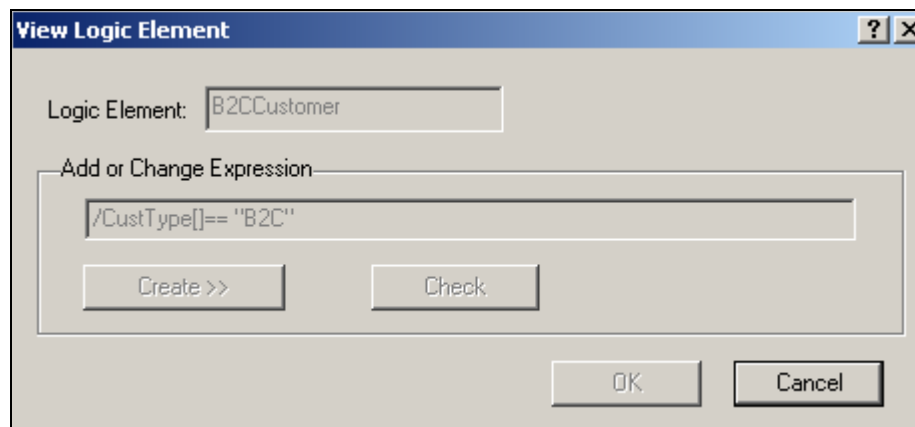 View Logic Element
Logic Element: B2CCustomer
Add or Change Expression
/CustType[]== "B2C"
Create >> Check
OK Cancel